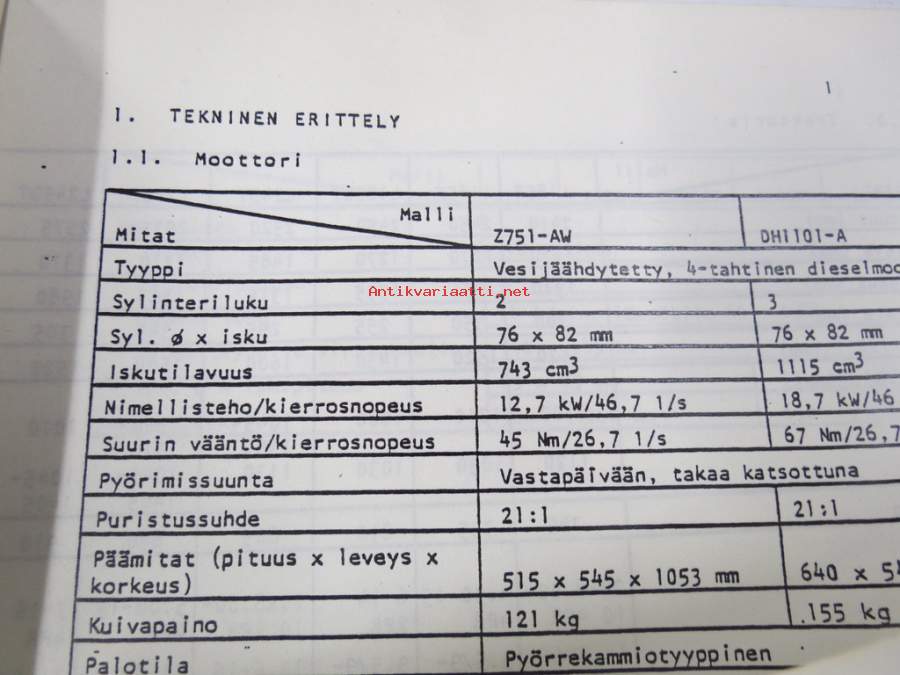 1
1. TEKNINEN ERITTELY
1.1. Moottori
Malli
Mitat Z751-AW DH1101-A
Tyyppi Vesijäähdytetty, 4-tahtinen dieselmoo
Antikvariaatti.net
Sylinteriluku 2 3
Syl. ø x isku 76 x 82 mm 76 x 82 mm
Iskutilavuus 743 cm3 1115 cm3
Nimellisteho/kierrosnopeus 12,7 kW/46,7 1/s 18,7 kW/46
Suurin vääntö/kierrosnopeus 45 Nm/26,7 1/s 67 Nm/26,7
Pyörimissuunta Vastapäivään, takaa katsottuna
Puristussuhde 21:1 21:1
Päämitat (pituus x leveys x
korkeus) 515 x 545 x 1053 mm 640 x 54
Kuivapaino 121 kg .155 kg
Palotila Pyörrekammiotyyppinen